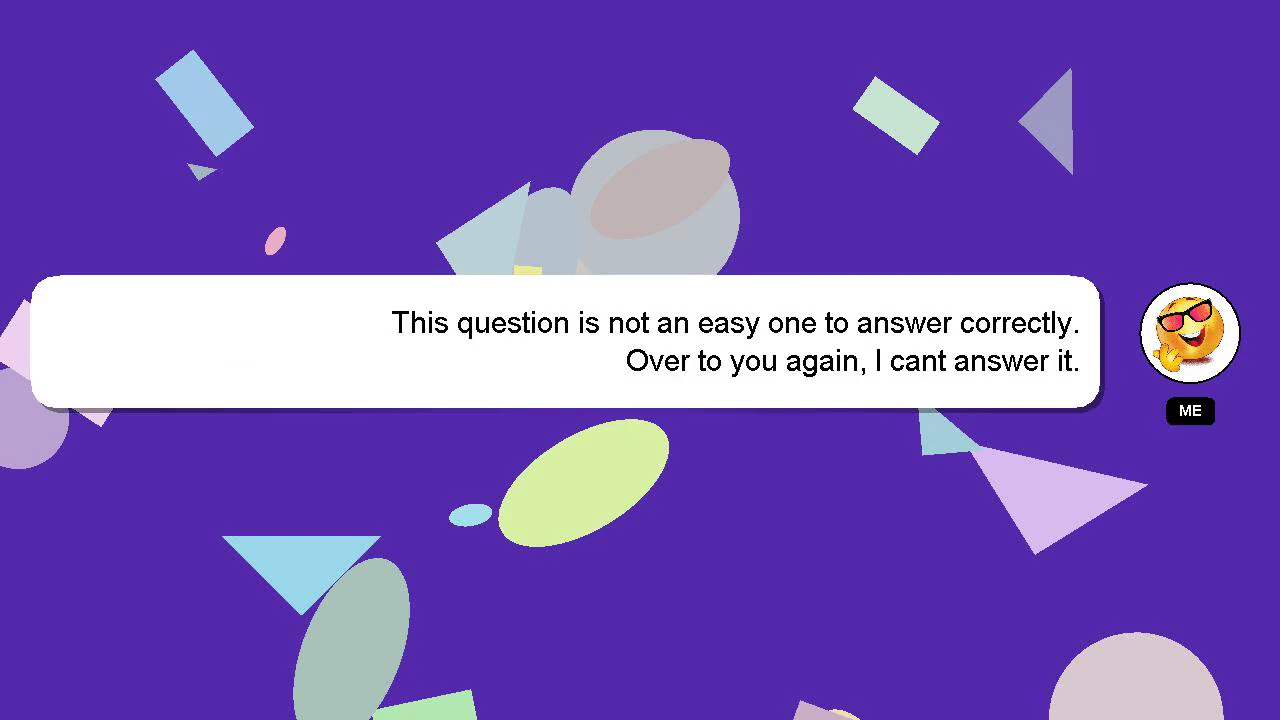 This question is not an easy one to answer correctly.
Over to you again, I cant answer it.
ME